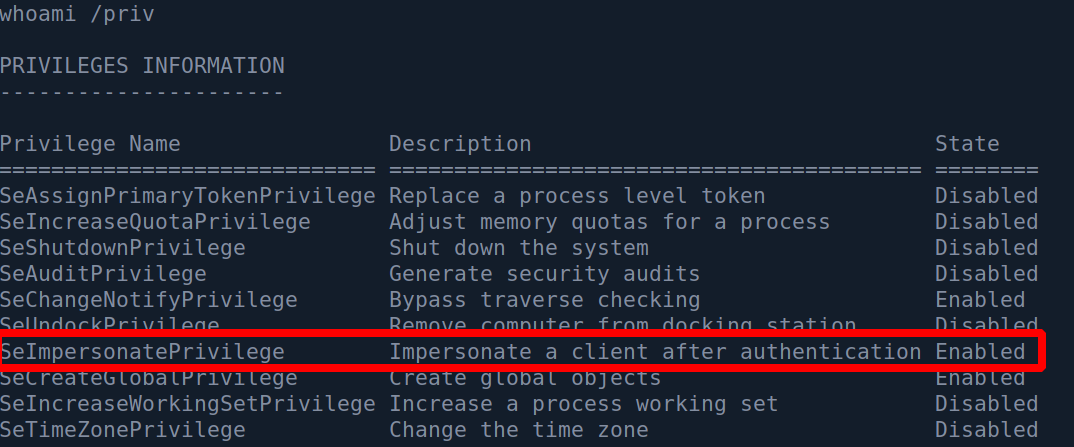 whoami /priv
PRIVILEGES INFORMATION
----------------------
Privilege Name                Description                               State
============================= ========================================= ========
SeAssignPrimaryTokenPrivilege Replace a process level token             Disabled
SeIncreaseQuotaPrivilege      Adjust memory quotas for a process        Disabled
SeShutdownPrivilege           Shut down the system                      Disabled
SeAuditPrivilege              Generate security audits                  Disabled
SeChangeNotifyPrivilege       Bypass traverse checking                  Enabled
SeUndockPrivilege             Remove computer from docking station      Disabled
SeImpersonatePrivilege        Impersonate a client after authentication Enabled
SeCreateGlobalPrivilege       Create global objects                     Enabled
SeIncreaseWorkingSetPrivilege Increase a process working set            Disabled
SeTimeZonePrivilege           Change the time zone                      Disabled